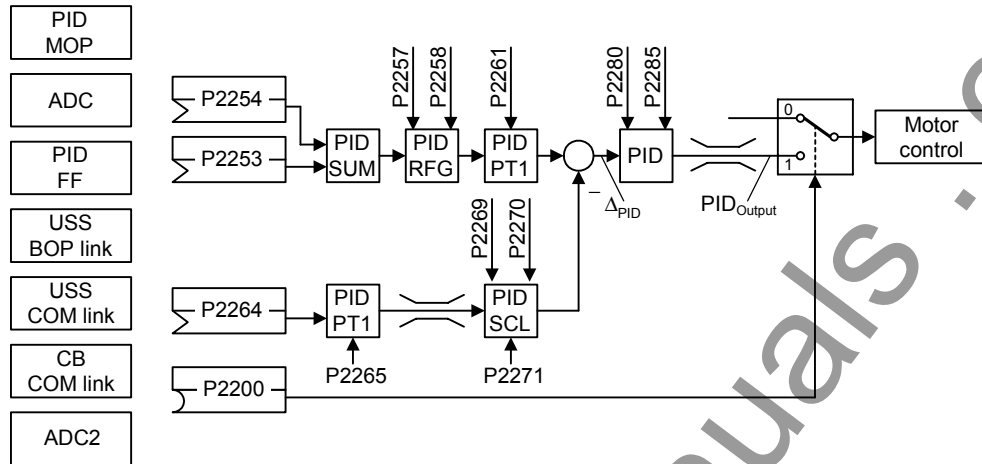 PID
MOP
ADC
PID
FF
USS
BOP link
USS
COM link
CB
COM link
ADC2
P2254
P2253
P2264
P2200
PID
SUM
P2257
P2258
PID
RFG
P2261
PID
PT1
−
ΔPID
P2280
P2285
PID
PIDOutput
0
1
Motor
control
PID
PT1
P2265
P2269
P2270
PID
SCL
P2271
uals .